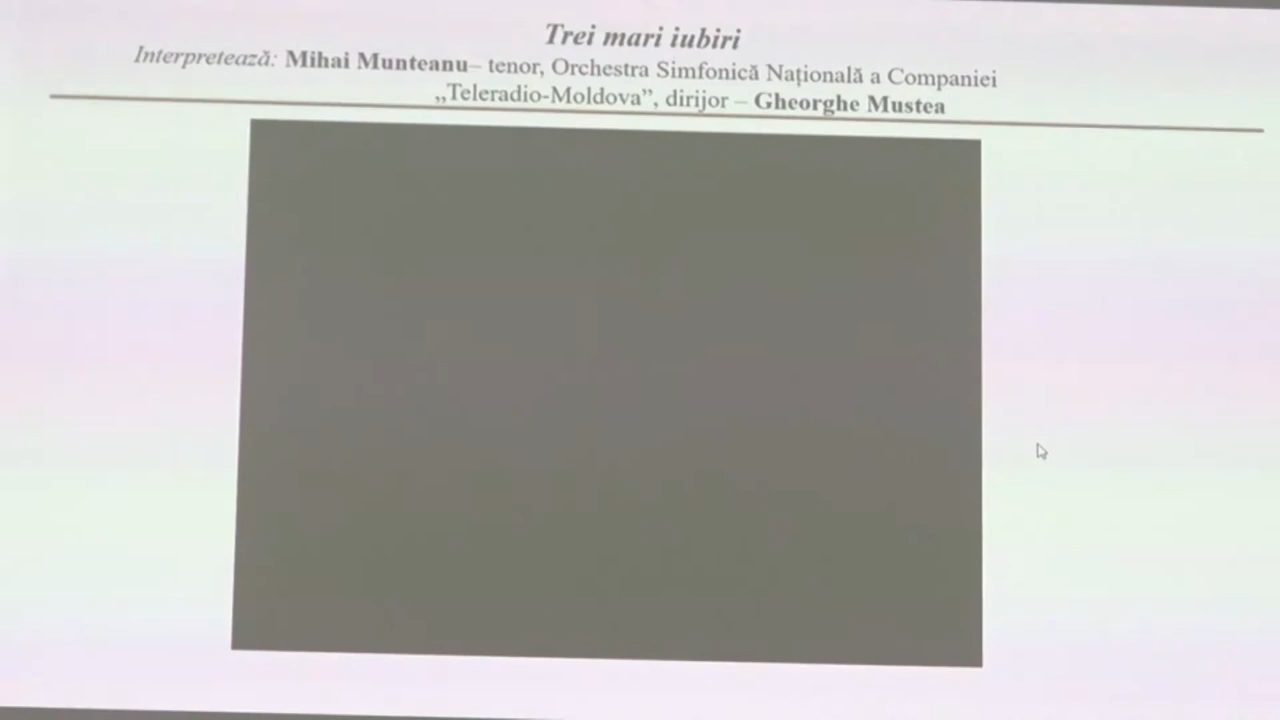 Trei mari iubiri
Interpretează: Mihai Munteanu– tenor, Orchestra Simfonică Națională a Companiei
„Teleradio-Moldova”, dirijor – Gheorghe Mustea